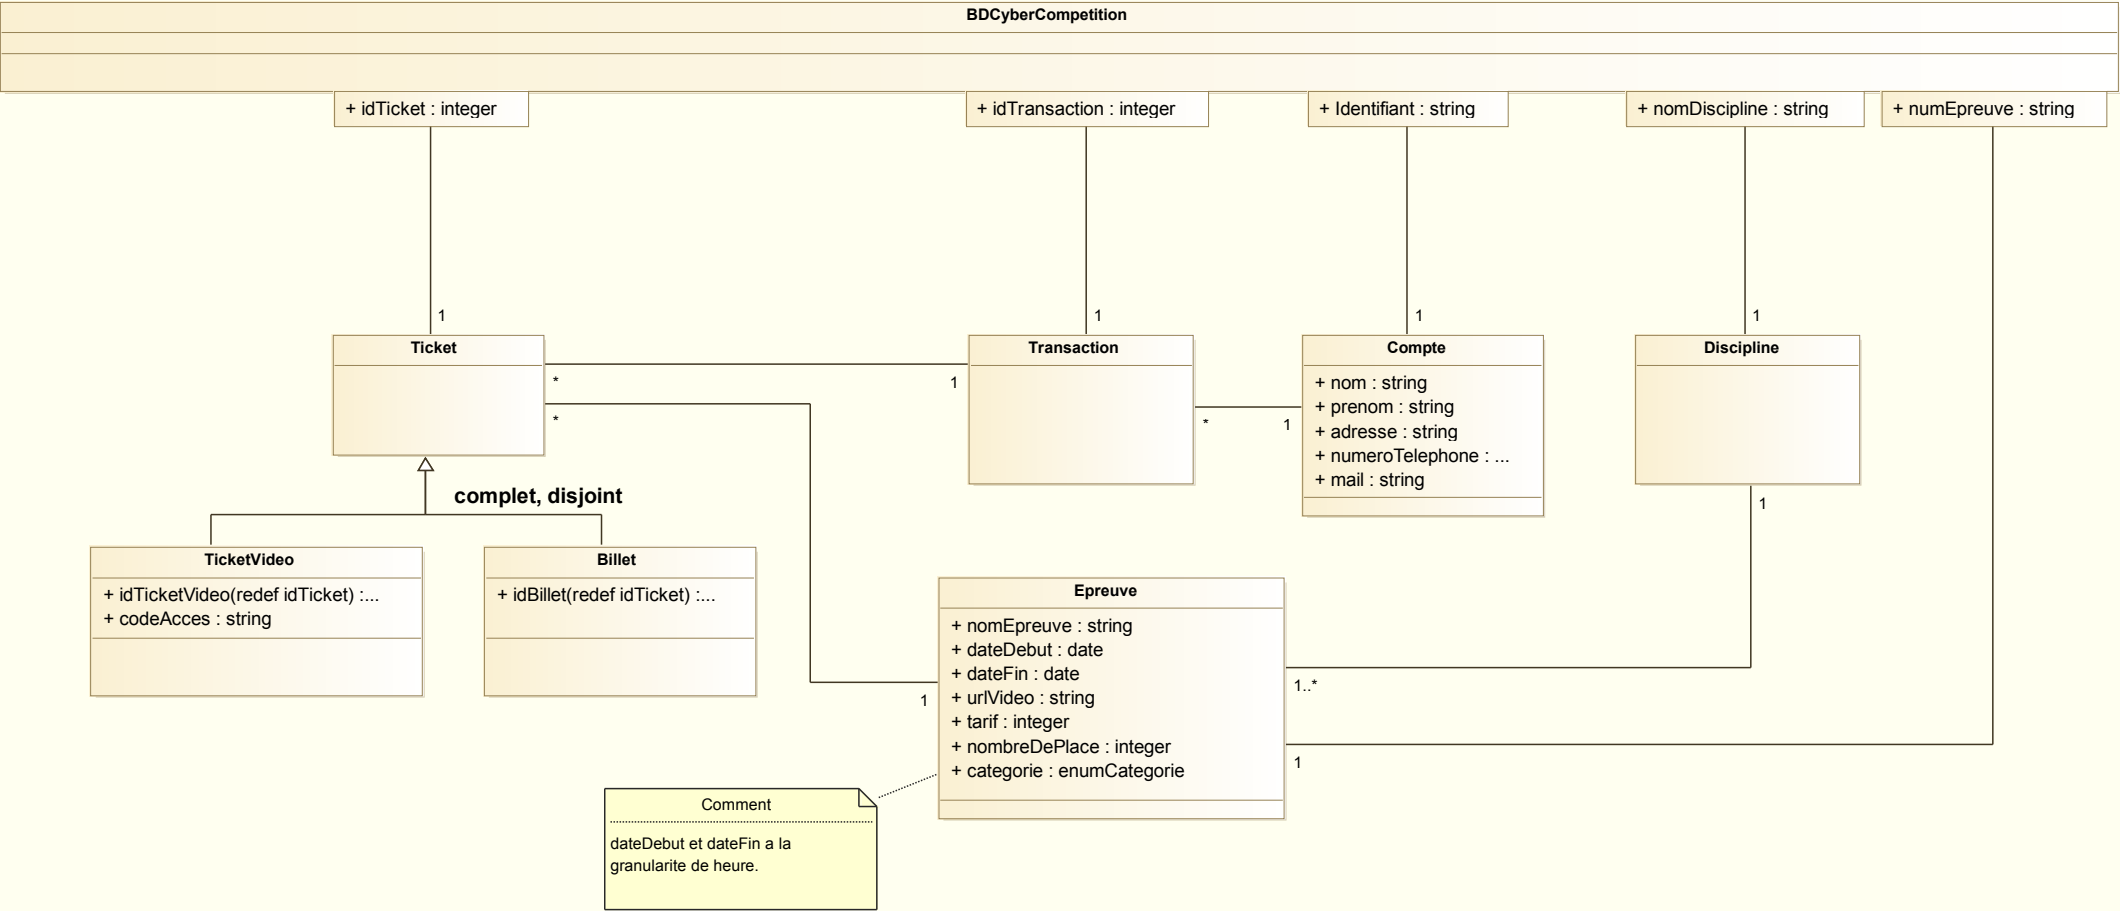 BDCyberCompetition
+ idTicket : integer
+ idTransaction : integer
+ Identifiant : string
+ nomDiscipline : string
+ numEpreuve : string
1
1
1
1
Ticket
*
1
*
Transaction
*
1
Compte
+ nom : string
+ prenom : string
+ adresse : string
+ numeroTelephone : ...
+ mail : string
Discipline
1
complet, disjoint
TicketVideo
+ idTicketVideo(redef idTicket) :...
+ codeAcces : string
Billet
+ idBillet(redef idTicket) :...
Epreuve
+ nomEpreuve : string
+ dateDebut : date
+ dateFin : date
+ urlVideo : string
+ tarif : integer
+ nombreDePlace : integer
+ categorie : enumCategorie
1
1..*
1
Comment
dateDebut et dateFin a la
granularite de heure.